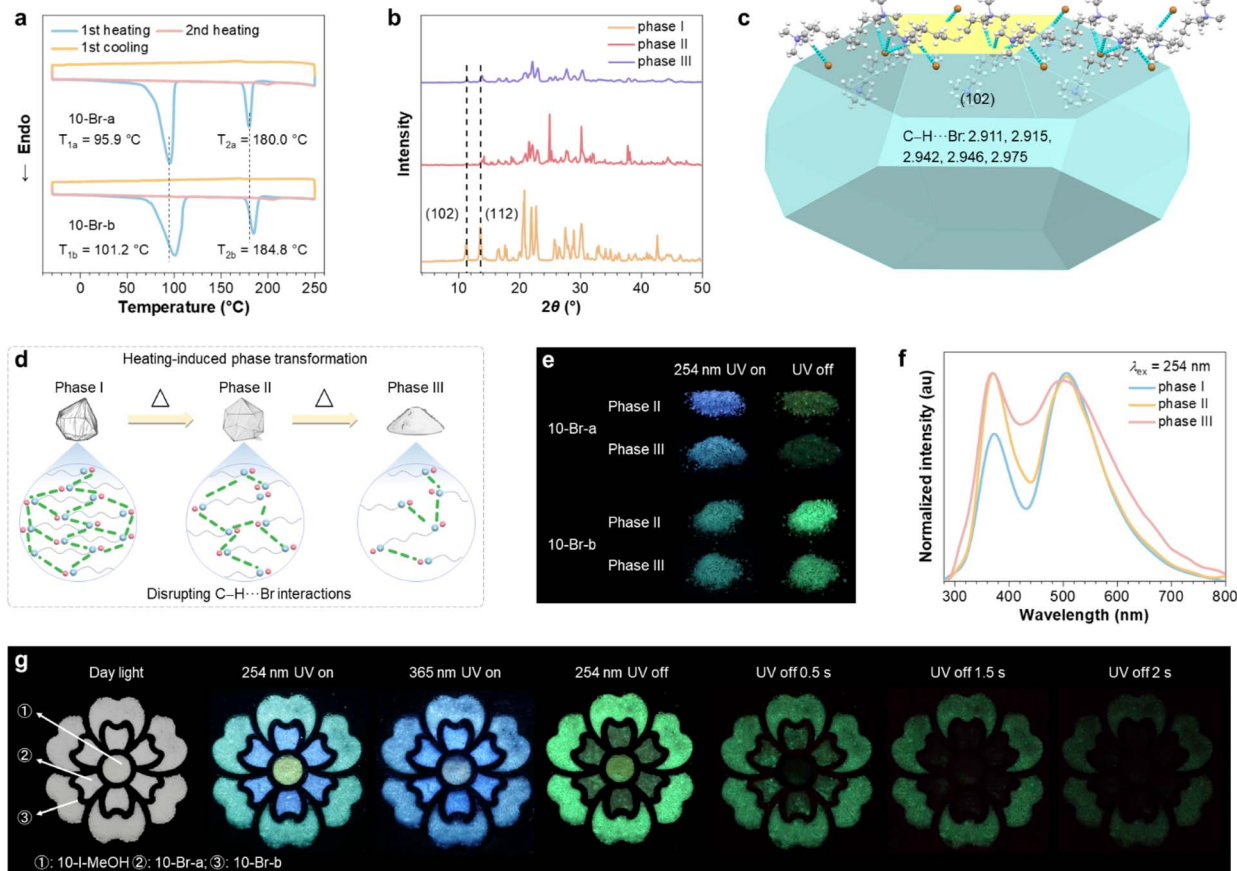 a
1st heating
2nd heating
1st cooling
10-Br-a
T1a = 95.9 °C
T2a = 180.0 °C
10-Br-b
T1b = 101.2 °C
T2b = 184.8 °C
← Endo
0 50 100 150 200 250
Temperature (°C)
b
phase I
phase II
phase III
Intensity
(102)
(112)
10 20 30 40 50
2θ (°)
c
(102)
C–H···Br: 2.911, 2.915,
2.942, 2.946, 2.975
d
Heating-induced phase transformation
Phase I
△
Phase II
△
Phase III
Disrupting C–H···Br interactions
e
254 nm UV on
UV off
Phase II
10-Br-a
Phase III
Phase II
10-Br-b
Phase III
f
λex = 254 nm
phase I
phase II
phase III
Normalized intensity (au)
300 400 500 600 700 800
Wavelength (nm)
g
Day light
254 nm UV on
365 nm UV on
254 nm UV off
UV off 0.5 s
UV off 1.5 s
UV off 2 s
①
②
③
①: 10-I-MeOH ②: 10-Br-a; ③: 10-Br-b